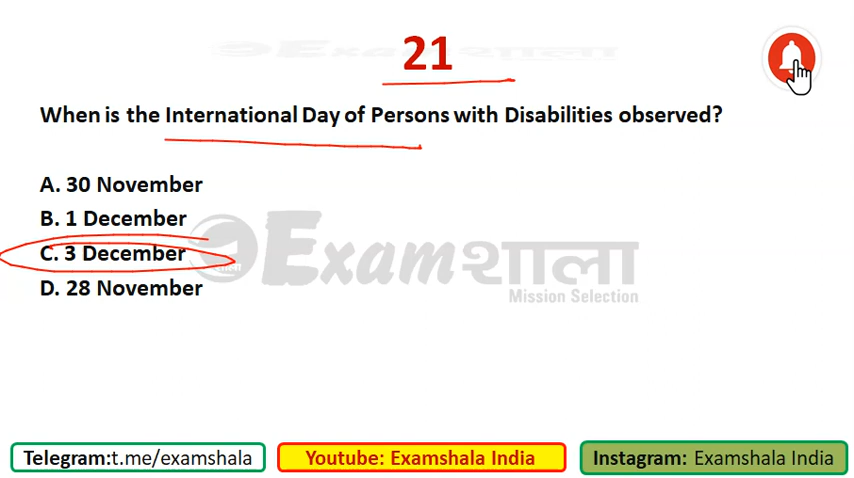 21
When is the International Day of Persons with Disabilities observed?
A. 30 November
B. 1 December
C. 3 December
D. 28 November
Examशाला
Mission Selection
Telegram:t.me/examshala
Youtube: Examshala India
Instagram: Examshala India